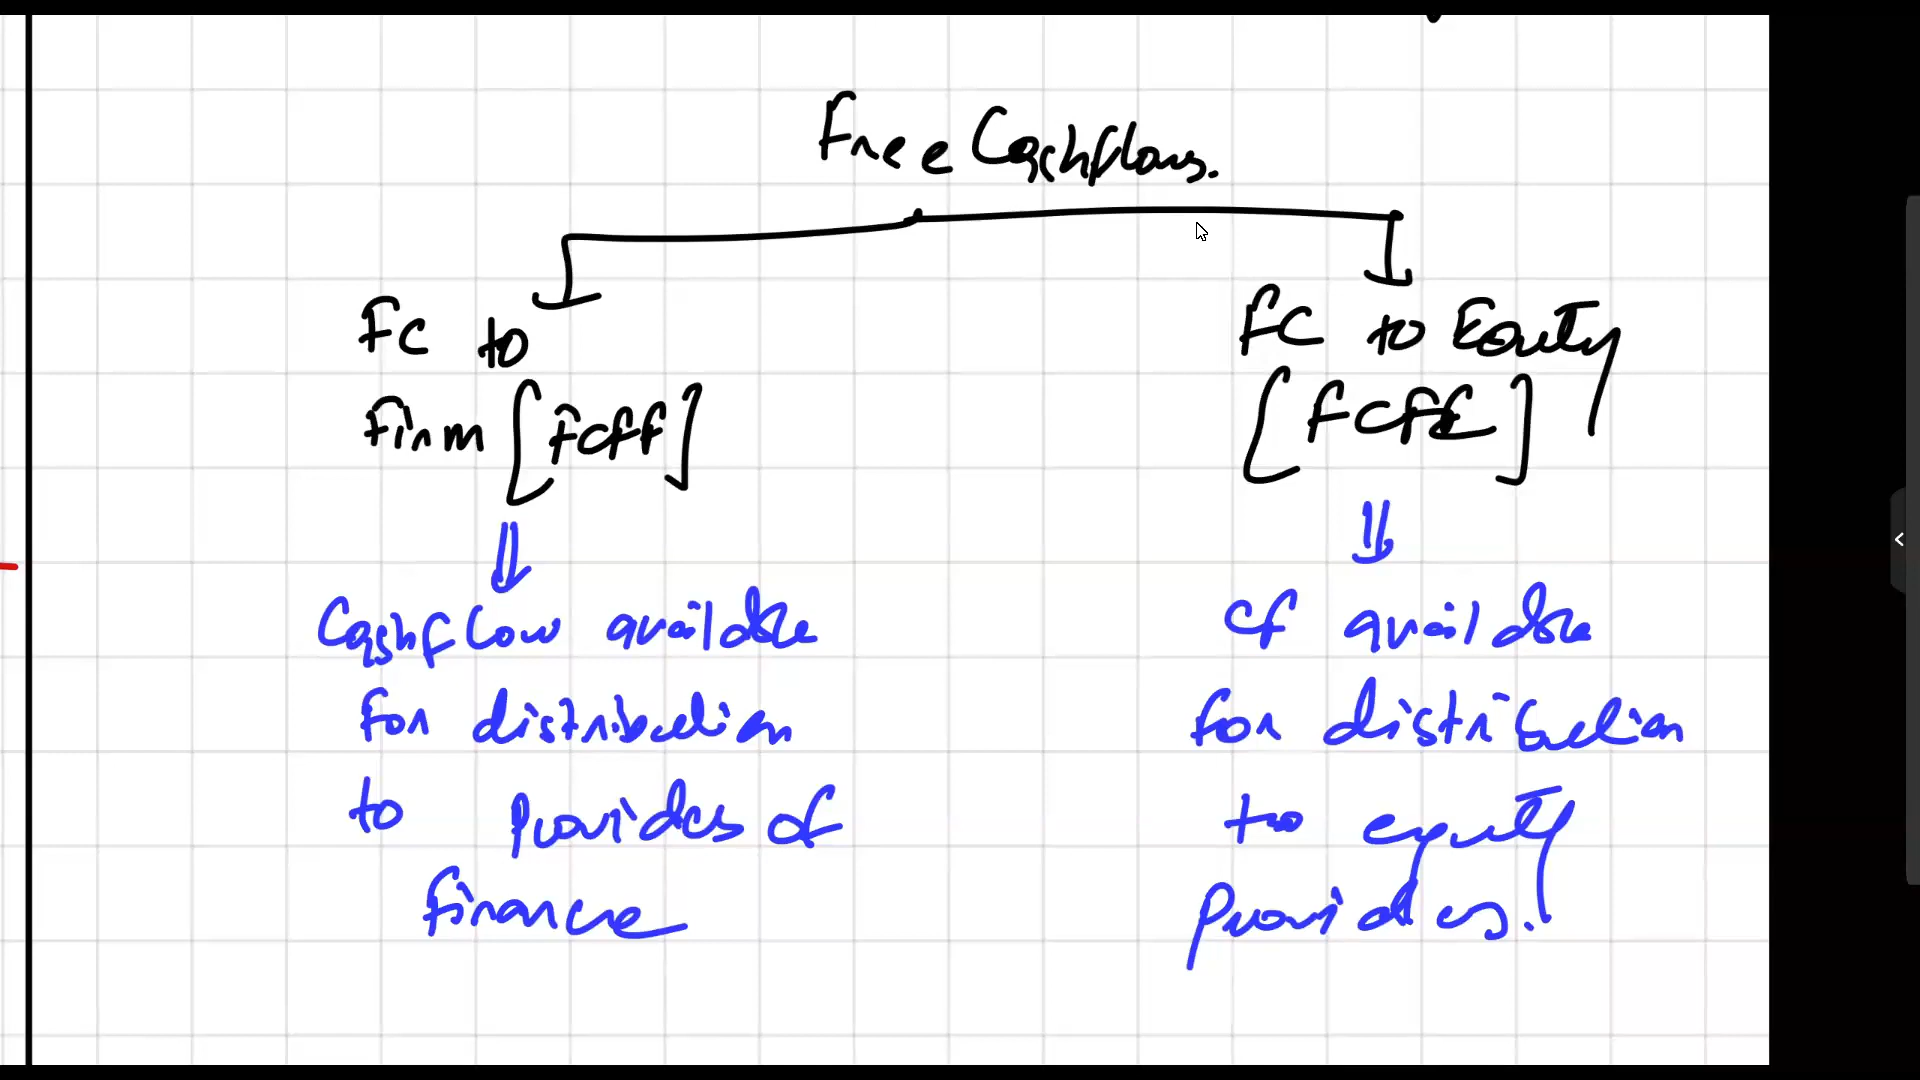 Free Cashflows.
FC to
Firm [FCFF]
FC to Equity
[FCFE]
Cashflow available
for distribution
to Providers of
finance
CF available
for distribution
to equity
Providers.